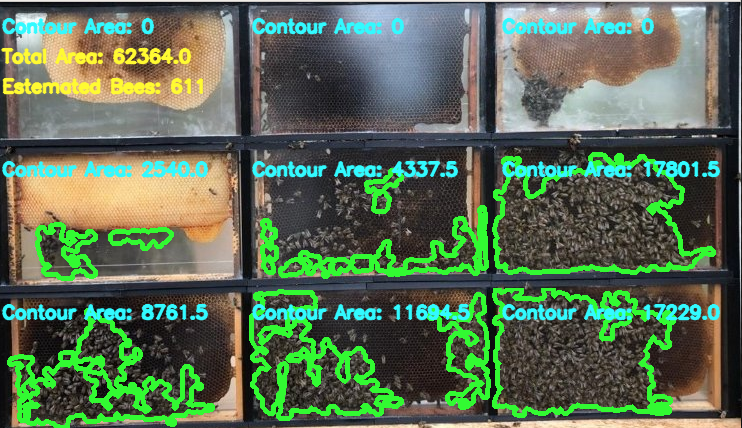 Contour Area: 0
Contour Area: 0
Contour Area: 0
Total Area: 62364.0
Estemated Bees: 611
Contour Area: 2540.0
Contour Area: 4337.5
Contour Area: 17801.5
Contour Area: 8761.5
Contour Area: 11694.5
Contour Area: 17229.0